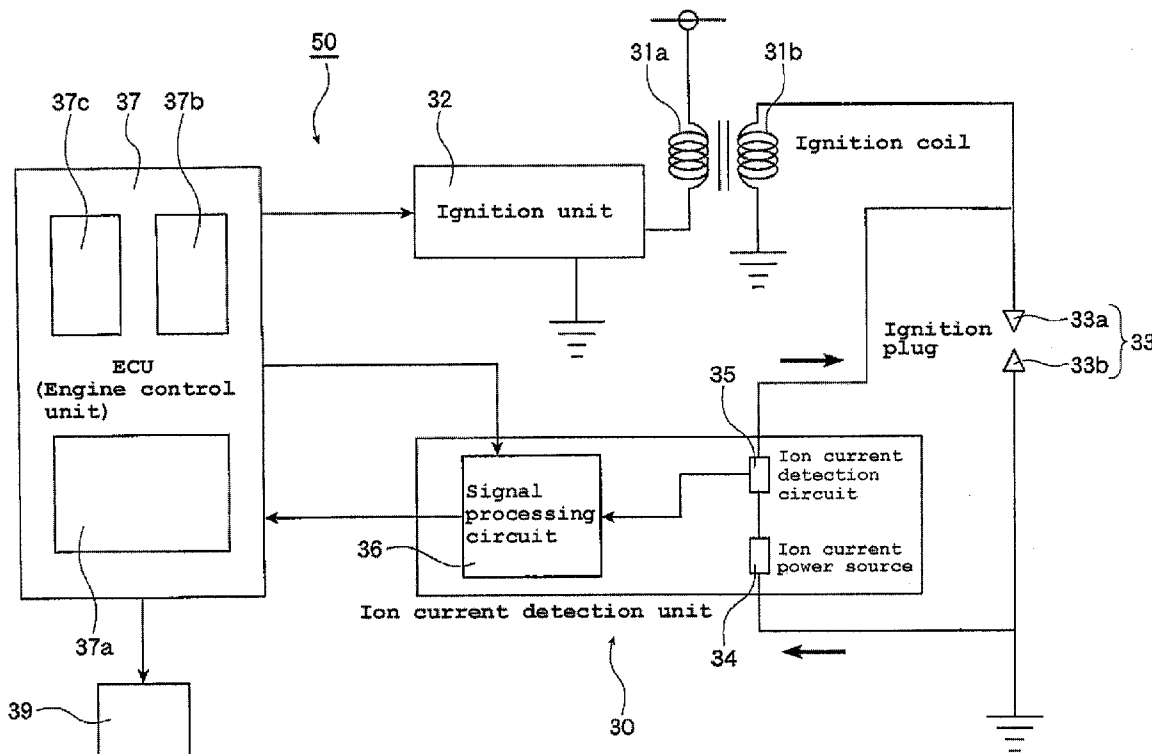 50
31a
31b
37c
37
37b
32
Ignition coil
Ignition unit
33a
33
33b
Ignition
plug
ECU
(Engine control
unit)
35
Ion current
detection
circuit
Signal
processing
circuit
36
Ion current
power source
Ion current detection unit
37a
34
39
30